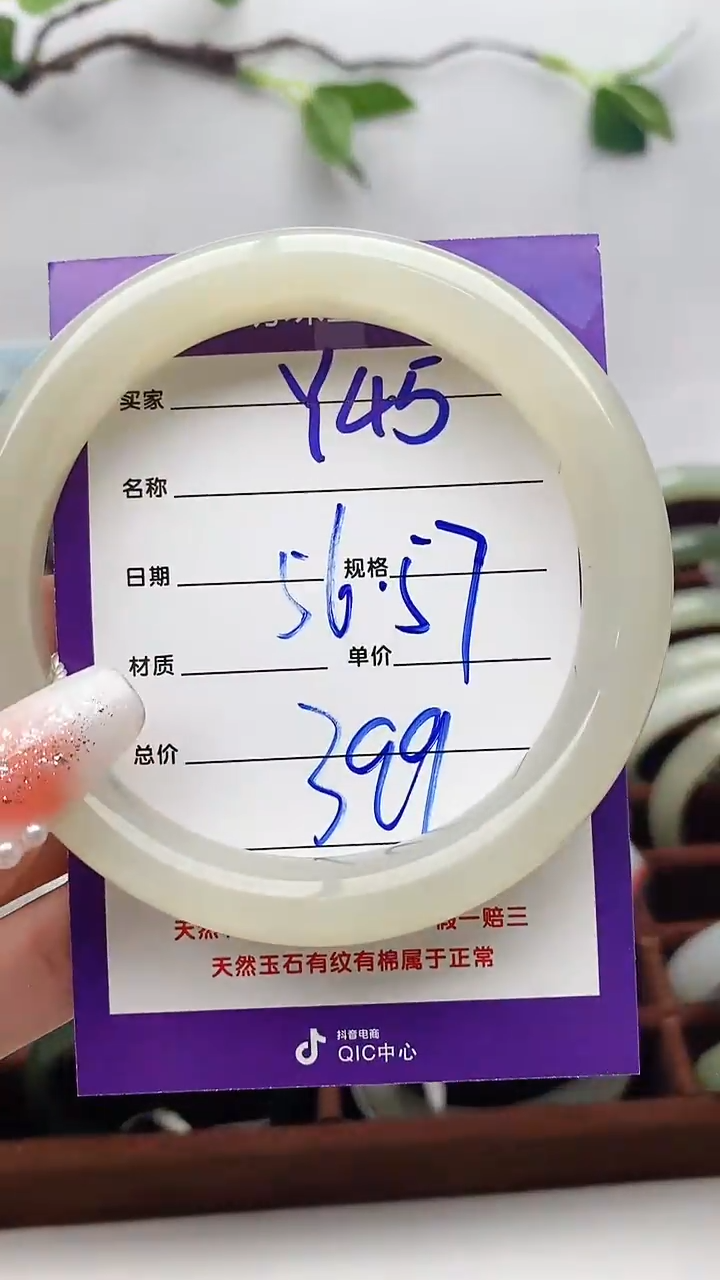 买家 Y45
名称
日期 56.57 规格
材质 单价
总价 399
天然 假一赔三
天然玉石有纹有棉属于正常
抖音电商
QIC中心